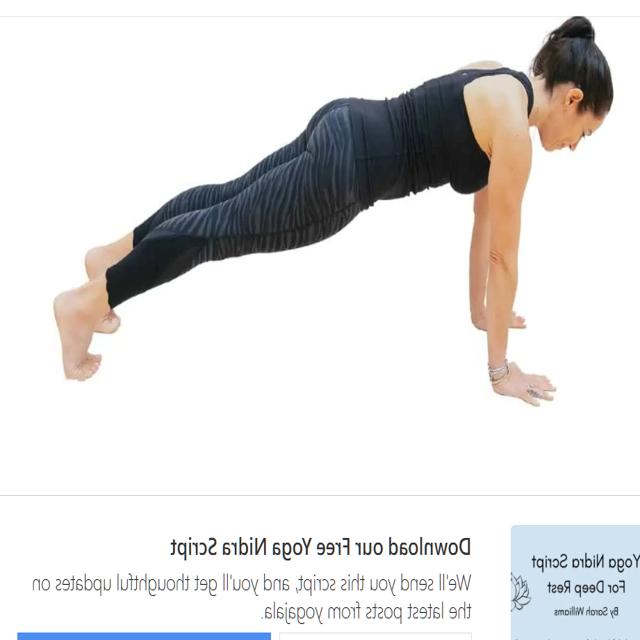 Download our Free Yoga Nidra Script
We'll send you this script, and you'll get thoughtful updates on
the latest posts from yogajala.
Yoga Nidra Script
For Deep Rest
By Sarah Williams